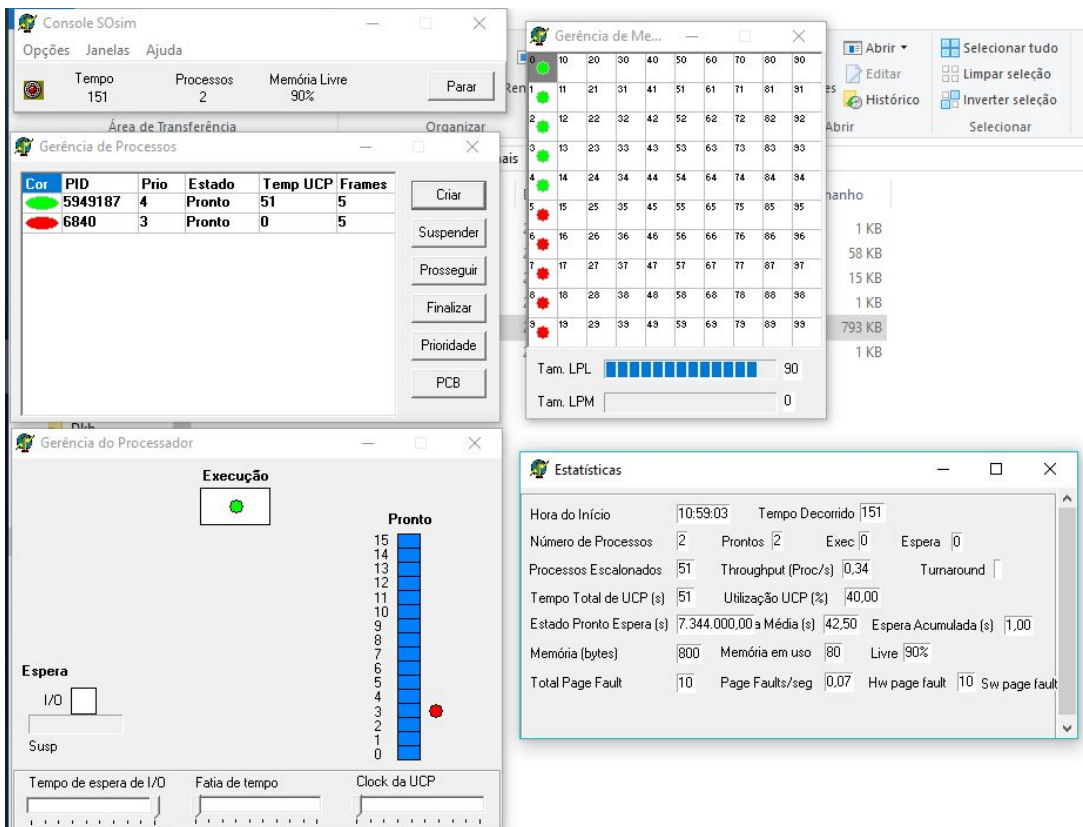 Console SOsim
Opções Janelas Ajuda
Tempo Processos Memória Livre
151 2 90% Parar
Área de Transferência Organizar
Gerência de Processos
Cor PID Prio Estado Temp UCP Frames
5949187 4 Pronto 51 5
6840 3 Pronto 0 5
Criar
Suspender
Prosseguir
Finalizar
Prioridade
PCB
Gerência do Processador
Execução
Pronto
15
14
13
12
11
10
9
8
7
6
5
4
3
2
1
0
Espera
I/O
Susp
Tempo de espera de I/O Fatia de tempo Clock da UCP
Gerência de Me...
0 10 20 30 40 50 60 70 80 90
1 11 21 31 41 51 61 71 81 91
2 12 22 32 42 52 62 72 82 92
3 13 23 33 43 53 63 73 83 93
4 14 24 34 44 54 64 74 84 94
5 15 25 35 45 55 65 75 85 95
6 16 26 36 46 56 66 76 86 96
7 17 27 37 47 57 67 77 87 97
8 18 28 38 48 58 68 78 88 98
9 19 29 39 49 59 69 79 89 99
Tam. LPL 90
Tam. LPM 0
Abrir Selecionar tudo
Editar Limpar seleção
Histórico Inverter seleção
Abrir Selecionar
1 KB
58 KB
15 KB
1 KB
793 KB
1 KB
Estatísticas
Hora do Início 10:59:03 Tempo Decorrido 151
Número de Processos 2 Prontos 2 Exec 0 Espera 0
Processos Escalonados 51 Throughput (Proc/s) 0,34 Turnaround
Tempo Total de UCP (s) 51 Utilização UCP (%) 40,00
Estado Pronto Espera (s) 7.344.000,00 a Média (s) 42,50 Espera Acumulada (s) 1,00
Memória (bytes) 800 Memória em uso 80 Livre 90%
Total Page Fault 10 Page Faults/seg 0,07 Hw page fault 10 Sw page fault